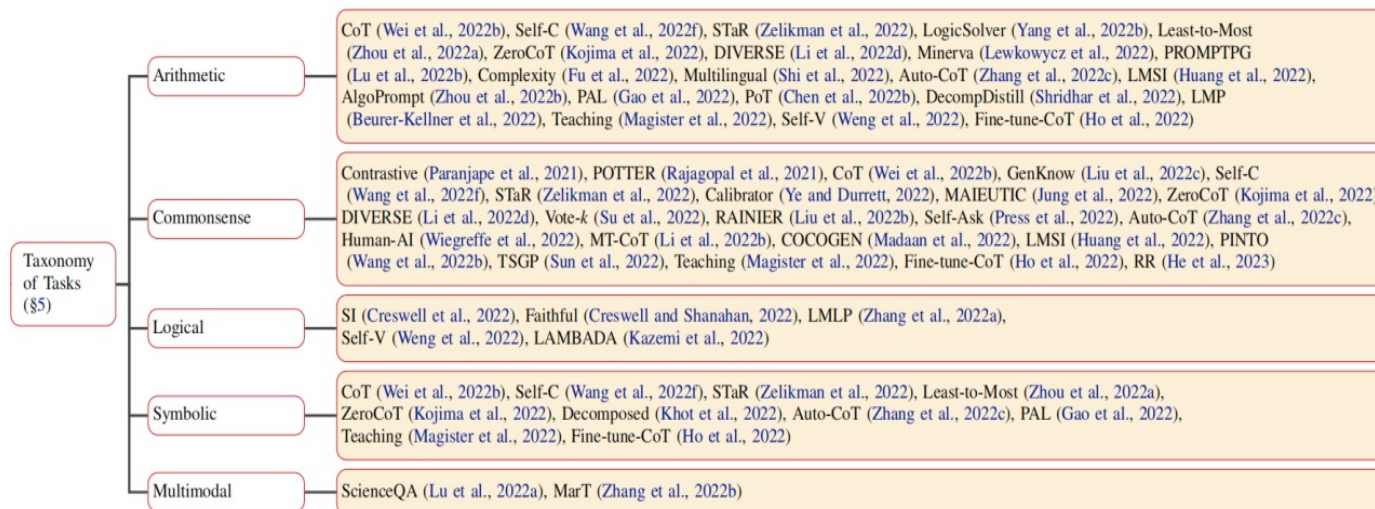 Taxonomy
of Tasks
(§5)
Arithmetic
CoT (Wei et al., 2022b), Self-C (Wang et al., 2022f), STaR (Zelikman et al., 2022), LogicSolver (Yang et al., 2022b), Least-to-Most
(Zhou et al., 2022a), ZeroCoT (Kojima et al., 2022), DIVERSE (Li et al., 2022d), Minerva (Lewkowycz et al., 2022), PROMPTPG
(Lu et al., 2022b), Complexity (Fu et al., 2022), Multilingual (Shi et al., 2022), Auto-CoT (Zhang et al., 2022c), LMSI (Huang et al., 2022),
AlgoPrompt (Zhou et al., 2022b), PAL (Gao et al., 2022), PoT (Chen et al., 2022b), DecompDistill (Shridhar et al., 2022), LMP
(Beurer-Kellner et al., 2022), Teaching (Magister et al., 2022), Self-V (Weng et al., 2022), Fine-tune-CoT (Ho et al., 2022)
Commonsense
Contrastive (Paranjape et al., 2021), POTTER (Rajagopal et al., 2021), CoT (Wei et al., 2022b), GenKnow (Liu et al., 2022c), Self-C
(Wang et al., 2022f), STaR (Zelikman et al., 2022), Calibrator (Ye and Durrett, 2022), MAIEUTIC (Jung et al., 2022), ZeroCoT (Kojima et al., 2022)
DIVERSE (Li et al., 2022d), Vote-k (Su et al., 2022), RAINIER (Liu et al., 2022b), Self-Ask (Press et al., 2022), Auto-CoT (Zhang et al., 2022c),
Human-AI (Wiegreffe et al., 2022), MT-CoT (Li et al., 2022b), COCOGEN (Madaan et al., 2022), LMSI (Huang et al., 2022), PINTO
(Wang et al., 2022b), TSGP (Sun et al., 2022), Teaching (Magister et al., 2022), Fine-tune-CoT (Ho et al., 2022), RR (He et al., 2023)
Logical
SI (Creswell et al., 2022), Faithful (Creswell and Shanahan, 2022), LMLP (Zhang et al., 2022a),
Self-V (Weng et al., 2022), LAMBADA (Kazemi et al., 2022)
Symbolic
CoT (Wei et al., 2022b), Self-C (Wang et al., 2022f), STaR (Zelikman et al., 2022), Least-to-Most (Zhou et al., 2022a),
ZeroCoT (Kojima et al., 2022), Decomposed (Khot et al., 2022), Auto-CoT (Zhang et al., 2022c), PAL (Gao et al., 2022),
Teaching (Magister et al., 2022), Fine-tune-CoT (Ho et al., 2022)
Multimodal
ScienceQA (Lu et al., 2022a), MarT (Zhang et al., 2022b)